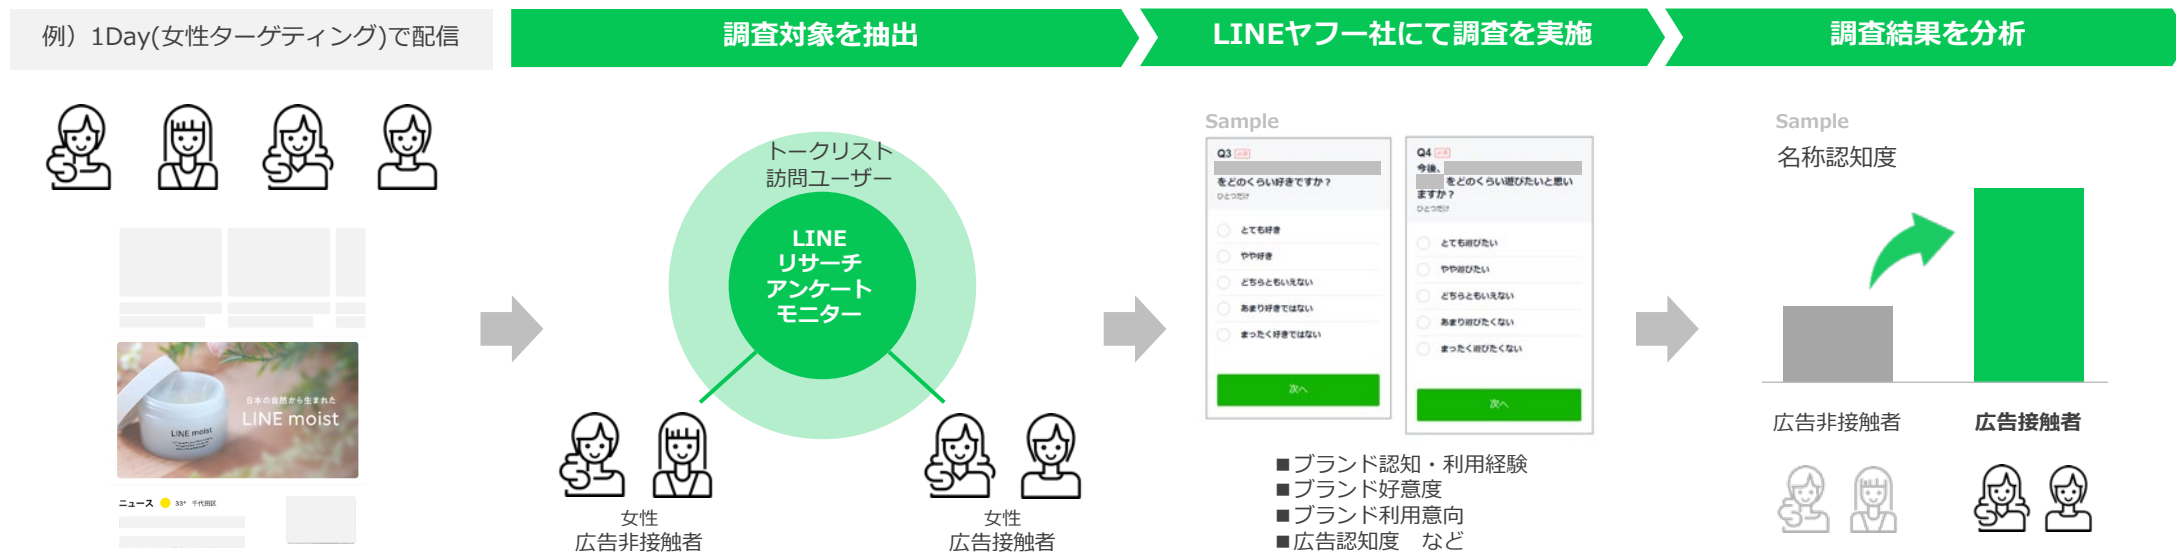 例）1Day(女性ターゲティング)で配信
調査対象を抽出
LINEヤフー社にて調査を実施
調査結果を分析
日本の自然から生まれた
LINE moist
LINE moist
ニュース 33° 千代田区
トークリスト
訪問ユーザー
LINE
リサーチ
アンケート
モニター
女性
広告非接触者
女性
広告接触者
Sample
Q3 必須
をどのくらい好きですか？
ひとつだけ
とても好き
やや好き
どちらともいえない
あまり好きではない
まったく好きではない
次へ
Q4 必須
今後、
をどのくらい遊びたいと思い
ますか？
ひとつだけ
とても遊びたい
やや遊びたい
どちらともいえない
あまり遊びたくない
まったく遊びたくない
次へ
■ブランド認知・利用経験
■ブランド好意度
■ブランド利用意向
■広告認知度　など
Sample
名称認知度
広告非接触者
広告接触者